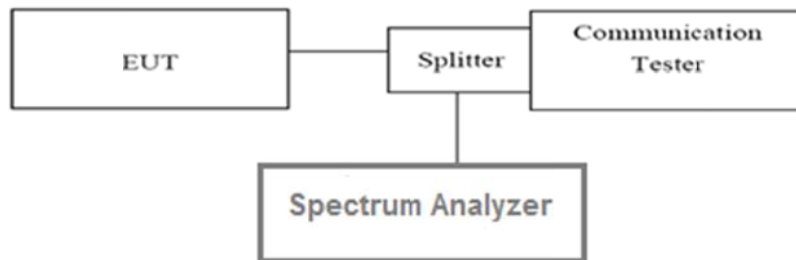 EUT
Splitter
Communication
Tester
Spectrum Analyzer